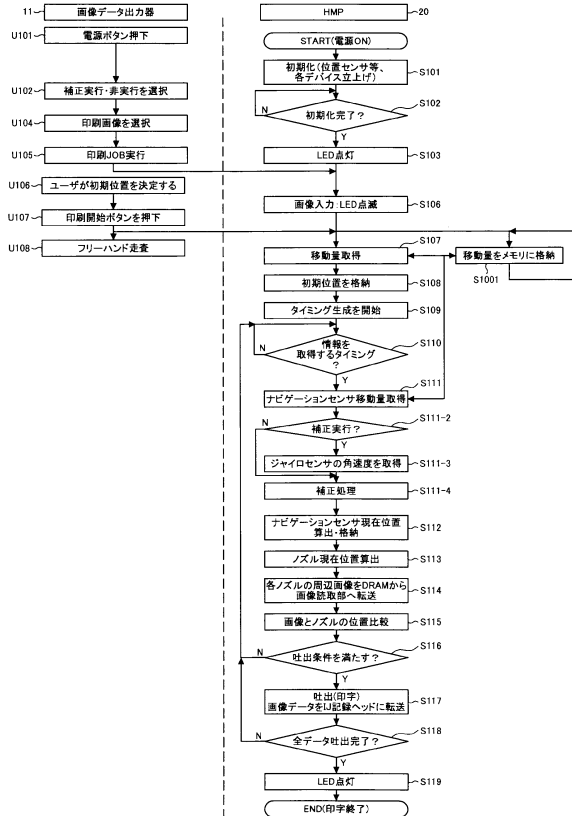 11
画像データ出力器
HMP
20
U101
電源ボタン押下
START(電源ON)
初期化(位置センサ等、
各デバイス立上げ)
S101
U102
補正実行・非実行を選択
初期化完了?
S102
N
Y
U104
印刷画像を選択
U105
印刷JOB実行
LED点灯
S103
U106
ユーザが初期位置を決定する
画像入力:LED点滅
S106
U107
印刷開始ボタンを押下
U108
フリーハンド走査
移動量取得
S107
移動量をメモリに格納
S1001
初期位置を格納
S108
タイミング生成を開始
S109
情報を
取得するタイミング
?
S110
N
Y
ナビゲーションセンサ移動量取得
S111
補正実行?
S111-2
N
Y
ジャイロセンサの角速度を取得
S111-3
補正処理
S111-4
ナビゲーションセンサ現在位置
算出・格納
S112
ノズル現在位置算出
S113
各ノズルの周辺画像をDRAMから
画像読取部へ転送
S114
画像とノズルの位置比較
S115
吐出条件を満たす?
S116
N
Y
吐出(印字)
画像データをIJ記録ヘッドに転送
S117
全データ吐出完了?
S118
N
Y
LED点灯
S119
END(印字終了)